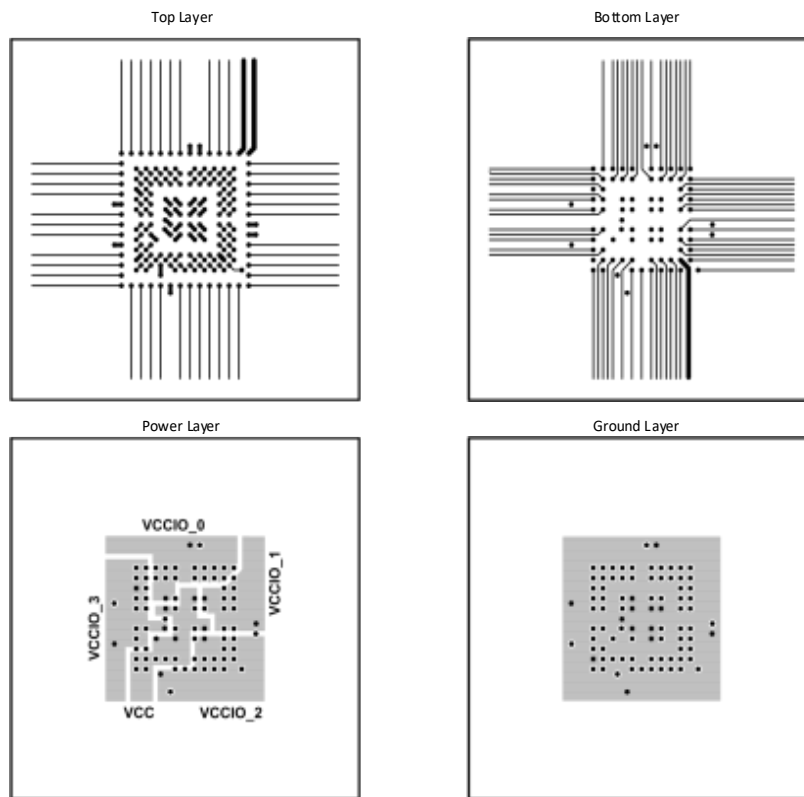 Top Layer
Bottom Layer
Power Layer
Ground Layer
VCCIO_0
VCCIO_1
VCCIO_3
VCC
VCCIO_2